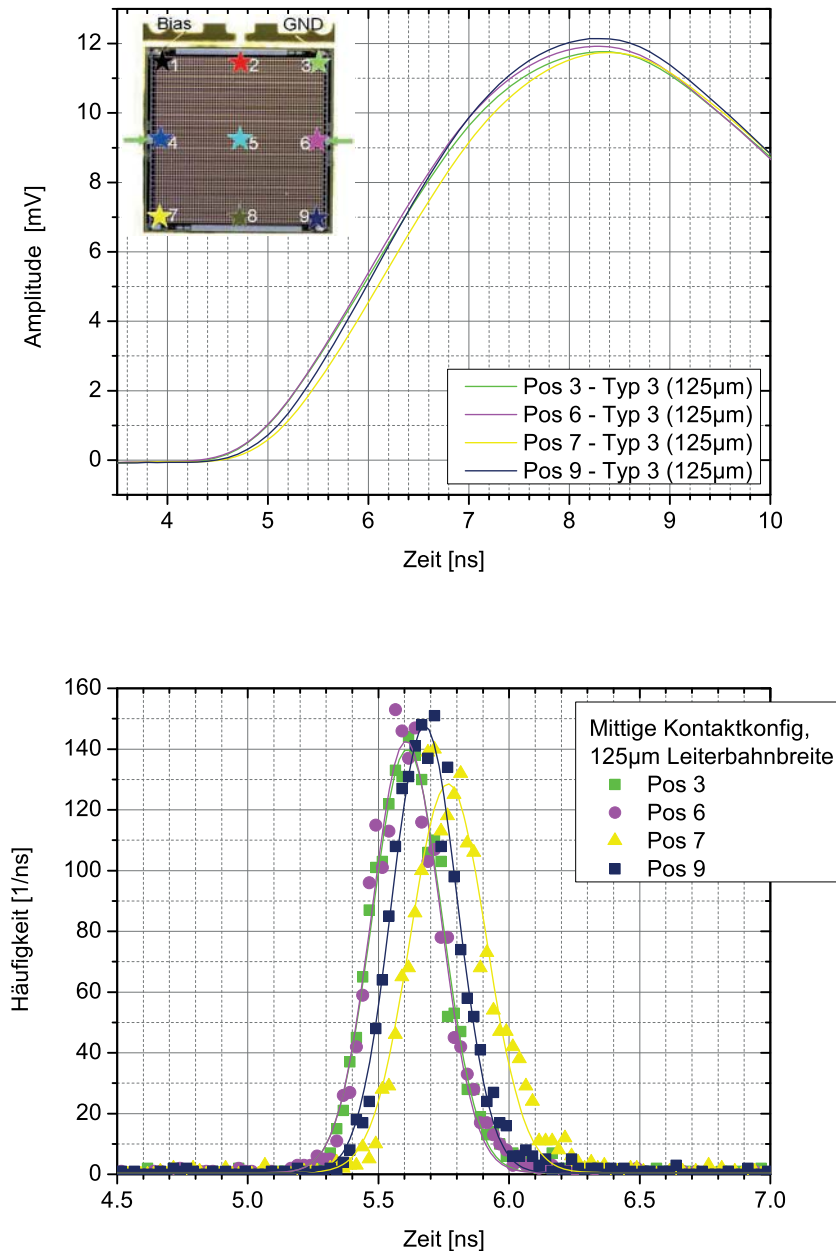 Bias GND
1 2 3
4 5 6
7 8 9
12
10
8
6
4
2
0
Amplitude [mV]
Pos 3 - Typ 3 (125µm)
Pos 6 - Typ 3 (125µm)
Pos 7 - Typ 3 (125µm)
Pos 9 - Typ 3 (125µm)
4 5 6 7 8 9 10
Zeit [ns]
160
140
120
100
80
60
40
20
0
Häufigkeit [1/ns]
Mittige Kontaktkonfig,
125µm Leiterbahnbreite
Pos 3
Pos 6
Pos 7
Pos 9
4.5 5.0 5.5 6.0 6.5 7.0
Zeit [ns]